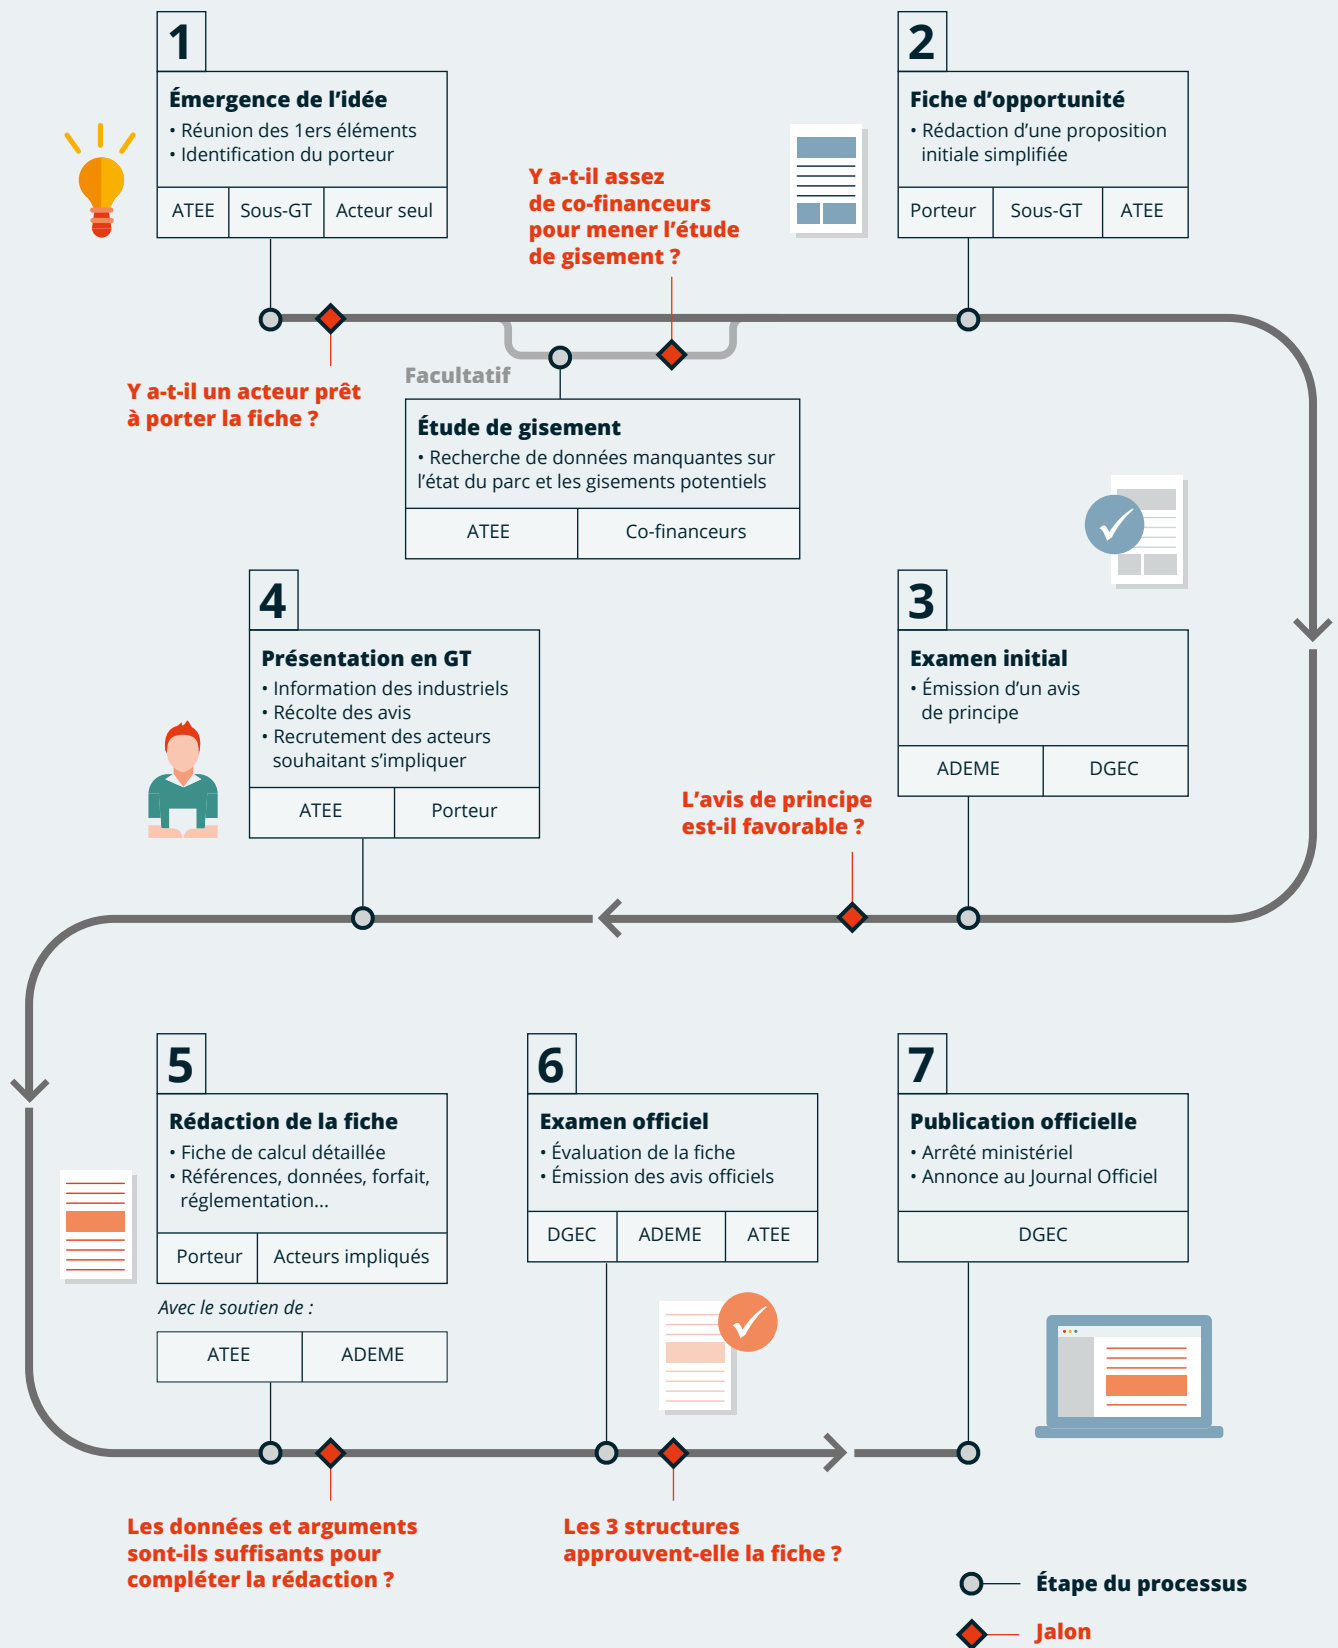 1
Émergence de l’idée
• Réunion des 1ers éléments
• Identification du porteur
ATEE
Sous-GT
Acteur seul
Y a-t-il un acteur prêt
à porter la fiche ?
Y a-t-il assez
de co-financeurs
pour mener l’étude
de gisement ?
Facultatif
Étude de gisement
• Recherche de données manquantes sur
l’état du parc et les gisements potentiels
ATEE
Co-financeurs
2
Fiche d’opportunité
• Rédaction d’une proposition
initiale simplifiée
Porteur
Sous-GT
ATEE
3
Examen initial
• Émission d’un avis
de principe
ADEME
DGEC
L’avis de principe
est-il favorable ?
4
Présentation en GT
• Information des industriels
• Récolte des avis
• Recrutement des acteurs
souhaitant s’impliquer
ATEE
Porteur
5
Rédaction de la fiche
• Fiche de calcul détaillée
• Références, données, forfait,
réglementation...
Porteur
Acteurs impliqués
Avec le soutien de :
ATEE
ADEME
Les données et arguments
sont-ils suffisants pour
compléter la rédaction ?
6
Examen officiel
• Évaluation de la fiche
• Émission des avis officiels
DGEC
ADEME
ATEE
Les 3 structures
approuvent-elle la fiche ?
7
Publication officielle
• Arrêté ministériel
• Annonce au Journal Officiel
DGEC
Étape du processus
Jalon